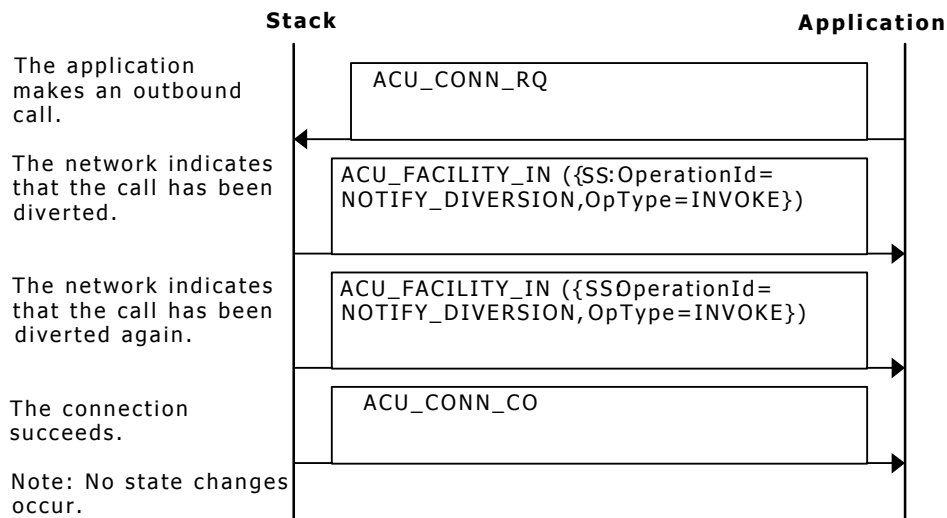 Stack
Application
The application
makes an outbound
call.
ACU_CONN_RQ
The network indicates
that the call has been
diverted.
ACU_FACILITY_IN ({SS:OperationId=
NOTIFY_DIVERSION,OpType=INVOKE})
The network indicates
that the call has been
diverted again.
ACU_FACILITY_IN ({SS:OperationId=
NOTIFY_DIVERSION,OpType=INVOKE})
The connection
succeeds.
ACU_CONN_CO
Note: No state changes
occur.